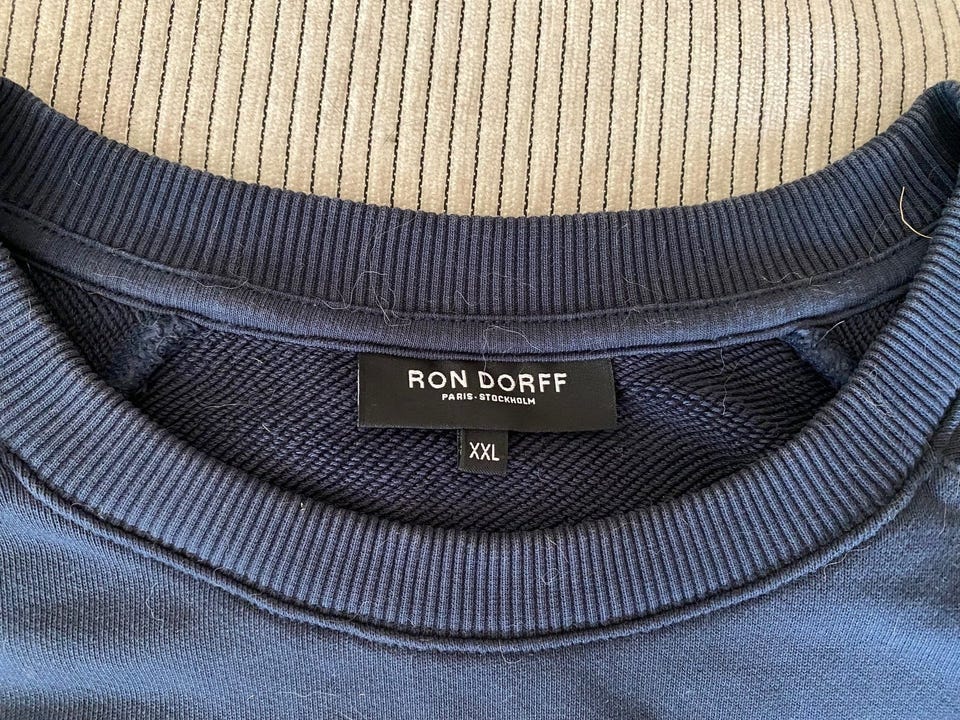 RON DORFF
PARIS-STOCKHOLM
XXL